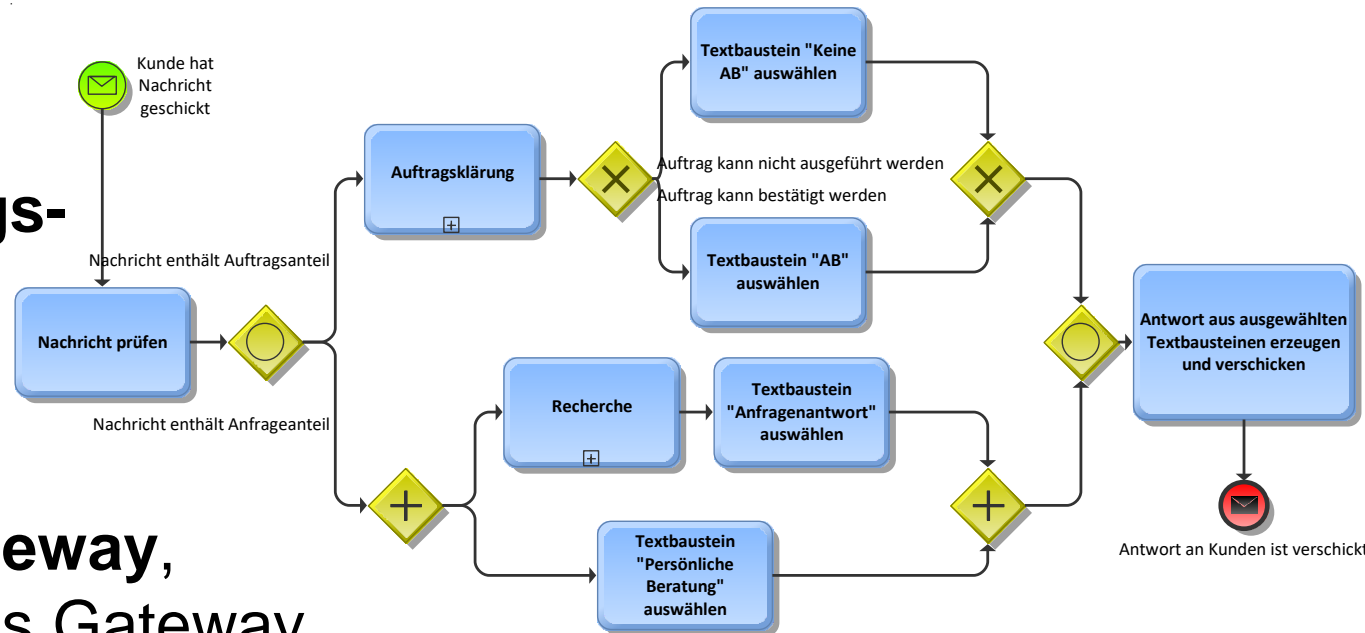 Kunde hat
Nachricht
geschickt
gs-
Nachricht enthält Auftragsanteil
Nachricht prüfen
Nachricht enthält Anfrageanteil
Auftragsklärung
Textbaustein "Keine
AB" auswählen
Auftrag kann nicht ausgeführt werden
Auftrag kann bestätigt werden
Textbaustein "AB"
auswählen
Recherche
Textbaustein
"Anfragenantwort"
auswählen
Textbaustein
"Persönliche
Beratung"
auswählen
Antwort aus ausgewählten
Textbausteinen erzeugen
und verschicken
Antwort an Kunden ist verschickt
eway,
s Gateway